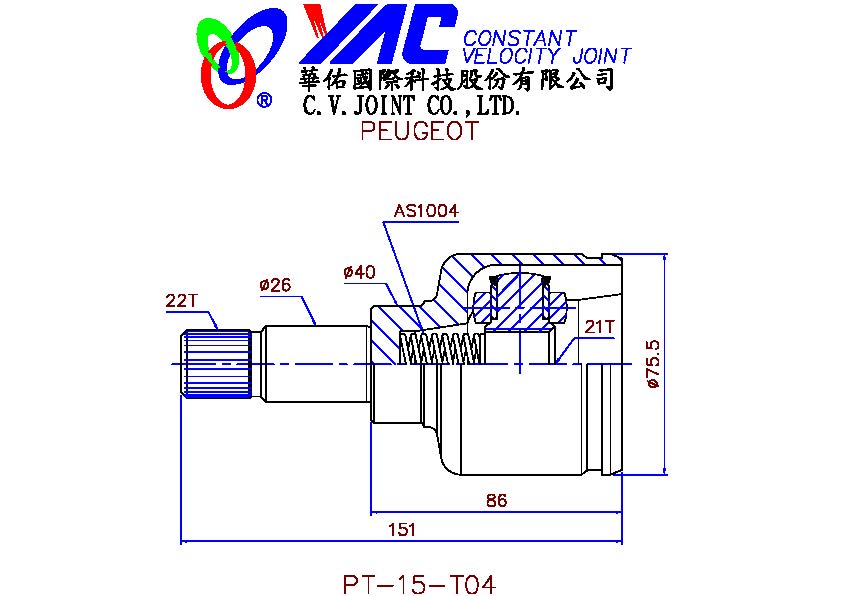 YAC CONSTANT
VELOCITY JOINT
®
華佑國際科技股份有限公司
C.V.JOINT CO.,LTD.
PEUGEOT
AS1004
ø40
ø26
22T
21T
ø75.5
86
151
PT-15-T04